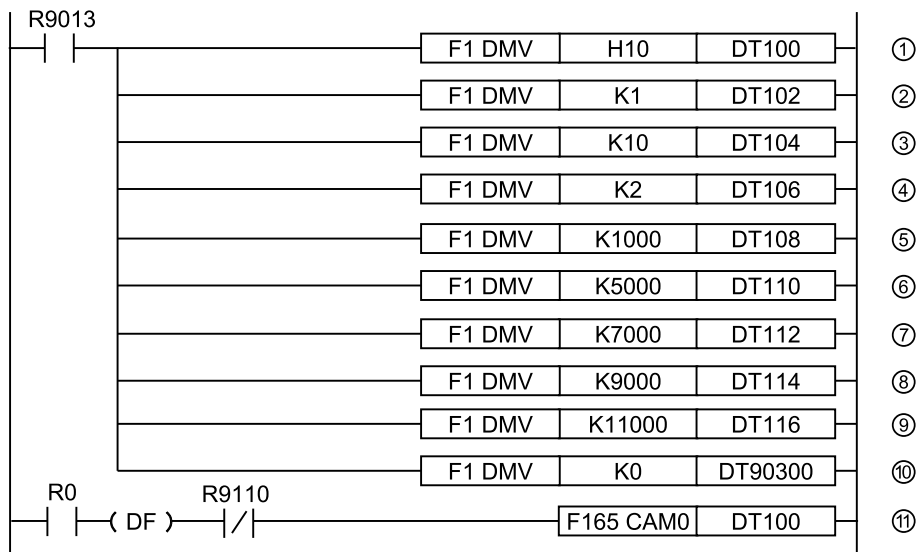 R9013
F1 DMV H10 DT100 ①
F1 DMV K1 DT102 ②
F1 DMV K10 DT104 ③
F1 DMV K2 DT106 ④
F1 DMV K1000 DT108 ⑤
F1 DMV K5000 DT110 ⑥
F1 DMV K7000 DT112 ⑦
F1 DMV K9000 DT114 ⑧
F1 DMV K11000 DT116 ⑨
F1 DMV K0 DT90300 ⑩
R0 R9110
( DF ) F165 CAM0 DT100 ⑪